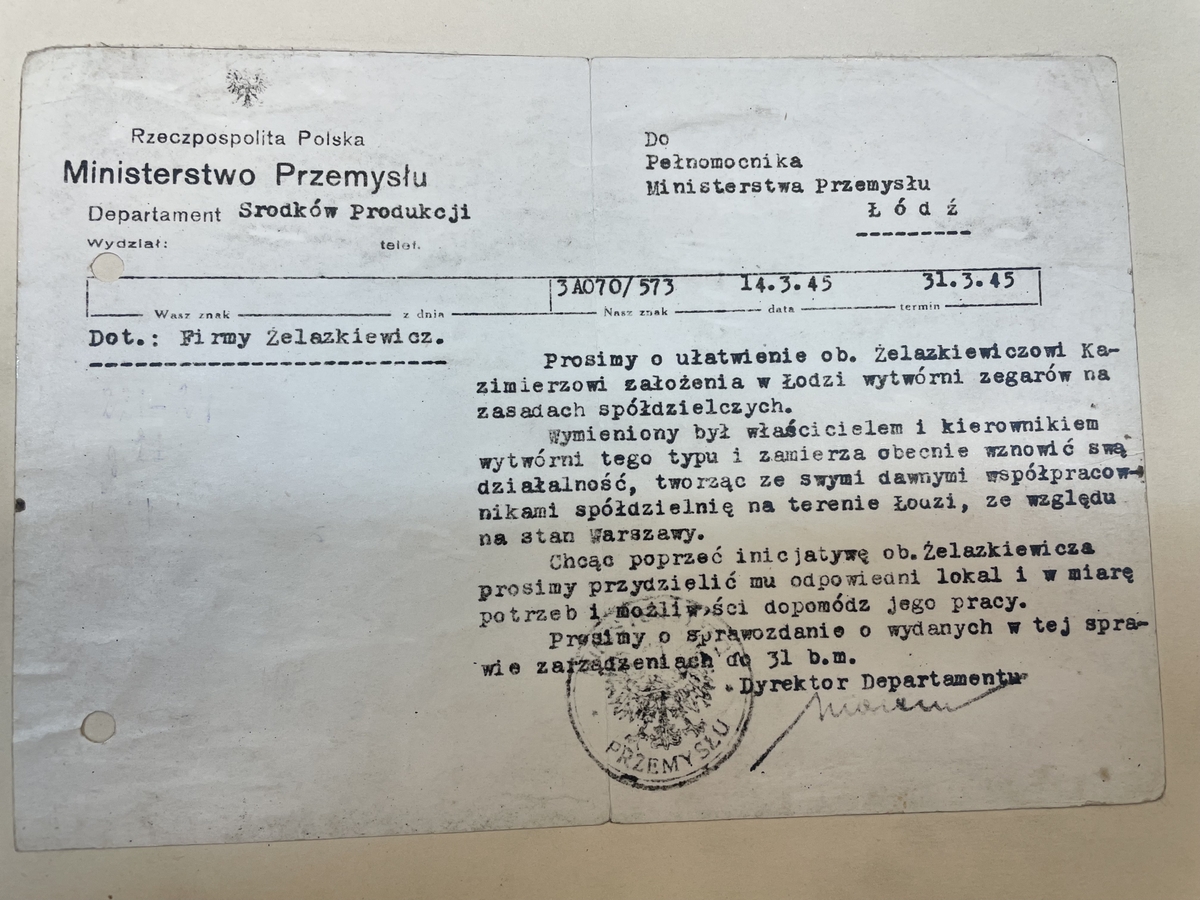 Rzeczpospolita Polska
Ministerstwo Przemysłu
Departament Srodków Produkcji
Wydział: telef.
Do
Pełnomocnika
Ministerstwa Przemysłu
Łódź
3A070/573 14.3.45 31.3.45
Wasz znak z dnia Nasz znak data termin
Dot.: Firmy Żelazkiewicz.
Prosimy o ułatwienie ob. Żelazkiewiczowi Ka-
zimierzowi założenia w Łodzi wytwórni zegarów na
zasadach spółdzielczych.
Wymieniony był właścicielem i kierownikiem
wytwórni tego typu i zamierza obecnie wznowić swą
działalność, tworząc ze swymi dawnymi współpracow-
nikami spółdzielnię na terenie Łodzi, ze względu
na stan Warszawy.
Chcąc poprzeć inicjatywę ob. Żelazkiewicza
prosimy przydzielić mu odpowiedni lokal i w miarę
potrzeb i możliwości dopomódz jego pracy.
Prosimy o sprawozdanie o wydanych w tej spra-
wie zarządzeniach do 31 b.m.
Dyrektor Departamentu
PRZEMYSŁU